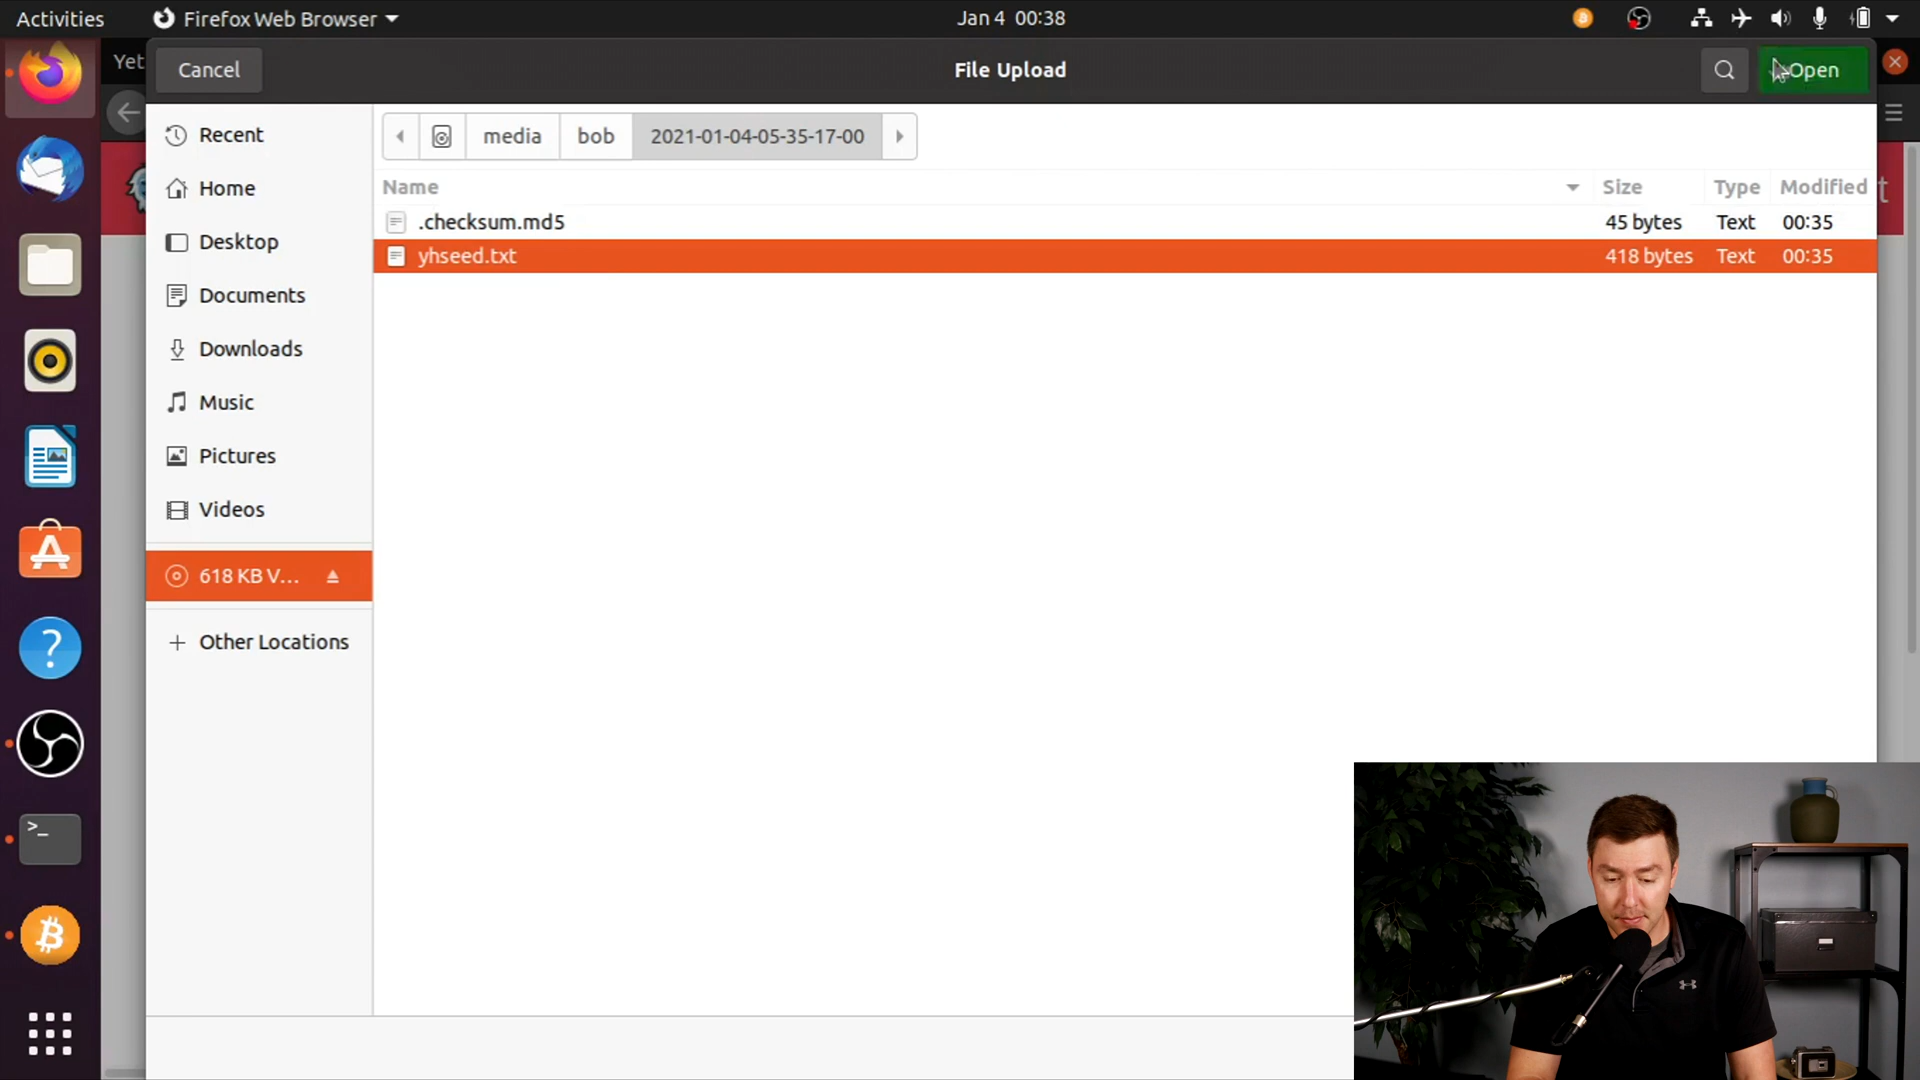 Activities Firefox Web Browser Jan 4 00:38
Yet
Cancel File Upload Open
Recent media bob 2021-01-04-05-35-17-00
Home Name Size Type Modified
.checksum.md5 45 bytes Text 00:35
Desktop yhseed.txt 418 bytes Text 00:35
Documents
Downloads
Music
Pictures
Videos
618 KB V...
Other Locations